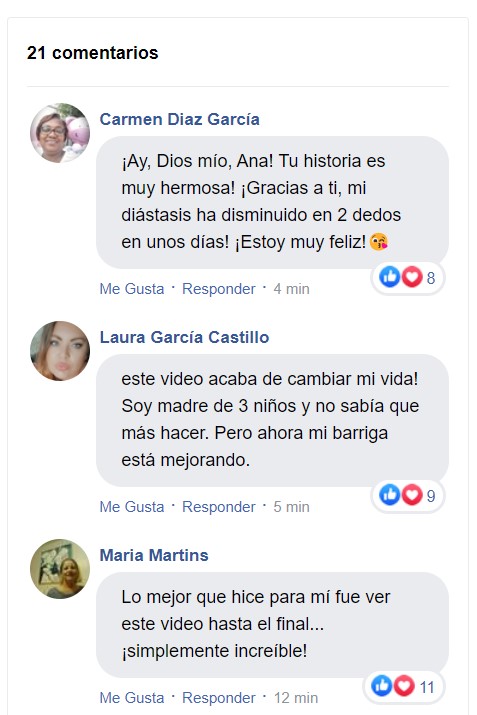 21 comentarios
Carmen Diaz García
¡Ay, Dios mío, Ana! Tu historia es
muy hermosa! ¡Gracias a ti, mi
diástasis ha disminuido en 2 dedos
en unos días! ¡Estoy muy feliz!😘
8
Me Gusta · Responder · 4 min
Laura García Castillo
este video acaba de cambiar mi vida!
Soy madre de 3 niños y no sabía que
más hacer. Pero ahora mi barriga
está mejorando.
9
Me Gusta · Responder · 5 min
Maria Martins
Lo mejor que hice para mí fue ver
este video hasta el final...
¡simplemente increíble!
11
Me Gusta · Responder · 12 min